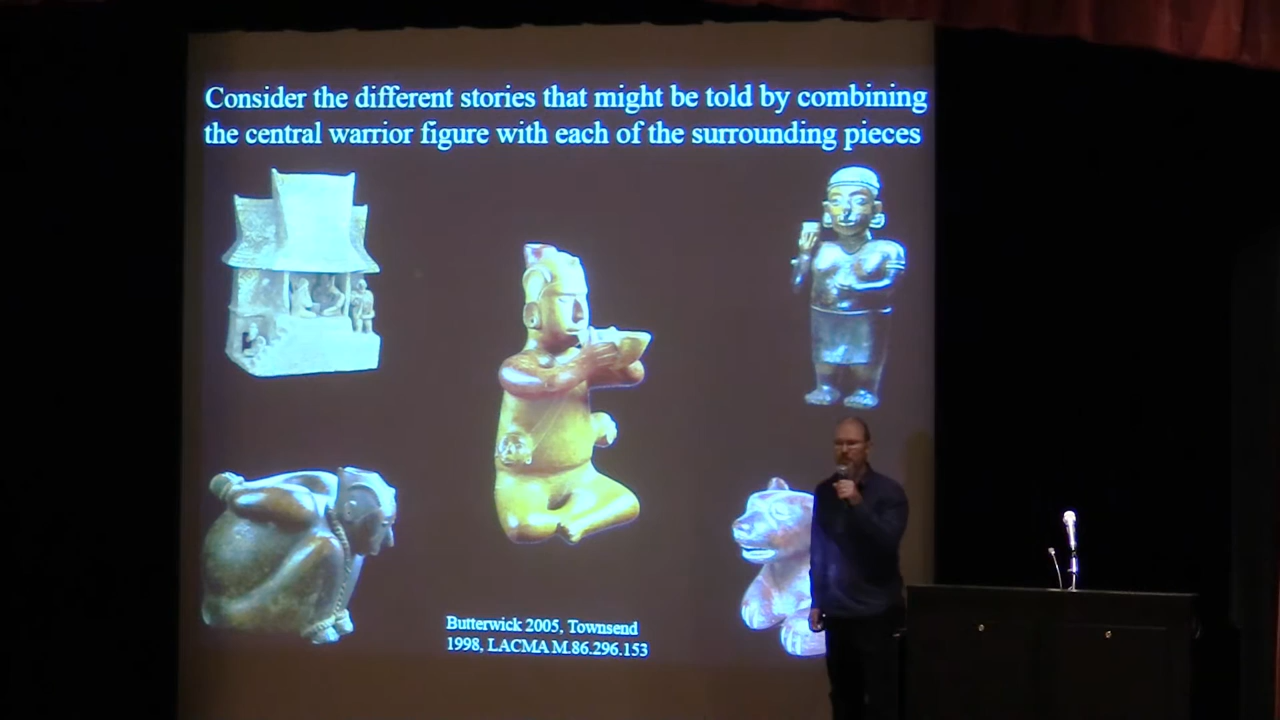 Consider the different stories that might be told by combining
the central warrior figure with each of the surrounding pieces
Butterwick 2005, Townsend
1998, LACMA M.86.296.153